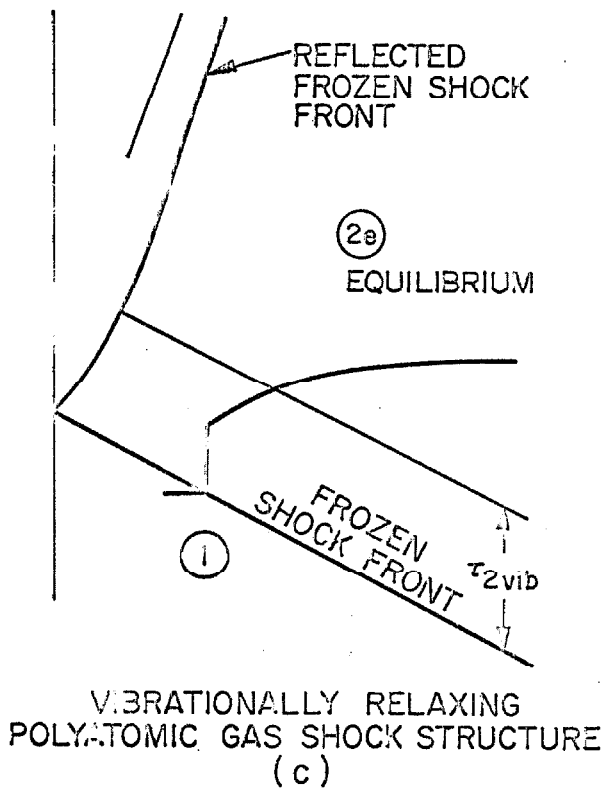 REFLECTED
FROZEN SHOCK
FRONT
2e
EQUILIBRIUM
FROZEN
SHOCK FRONT
1
τ2vib
VIBRATIONALLY RELAXING
POLYATOMIC GAS SHOCK STRUCTURE
(c)